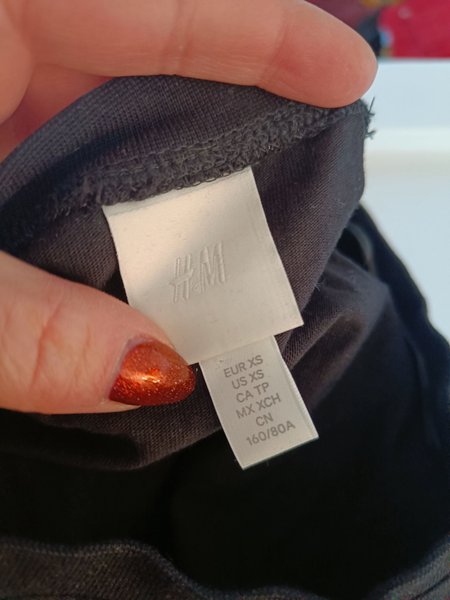 H&M
EUR XS
US XS
CA TP
MX XCH
CN
160/80A